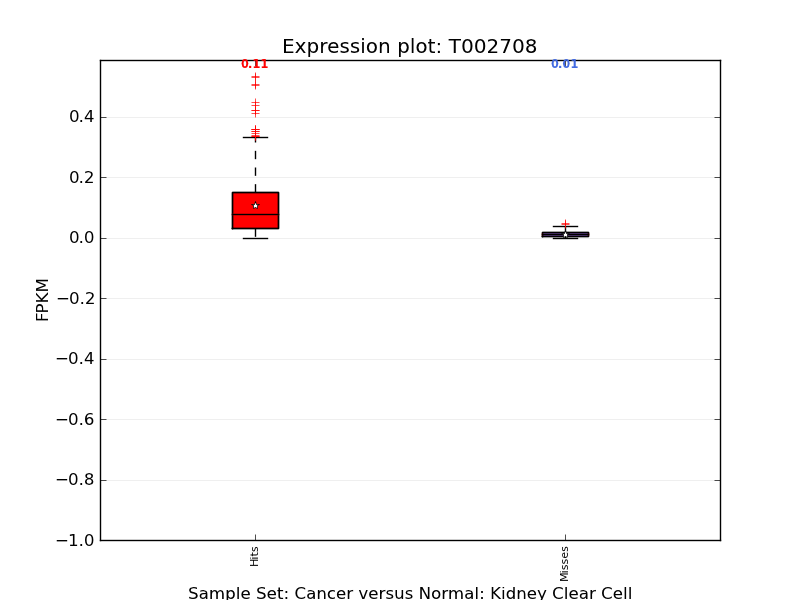 Expression plot: T002708
0.11
0.01
0.4
0.2
0.0
−0.2
−0.4
−0.6
−0.8
−1.0
FPKM
Hits
Misses
Sample Set: Cancer versus Normal: Kidney Clear Cell